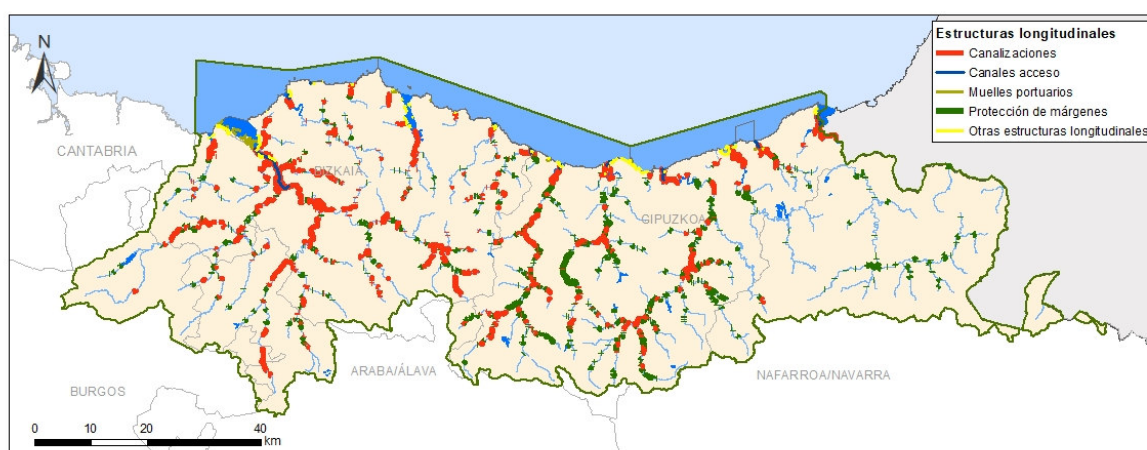 N
Estructuras longitudinales
Canalizaciones
Canales acceso
Muelles portuarios
Protección de márgenes
Otras estructuras longitudinales
CANTABRIA
BIZKAIA
GIPUZKOA
ARABA/ÁLAVA
NAFARROA/NAVARRA
BURGOS
0 10 20 40
km